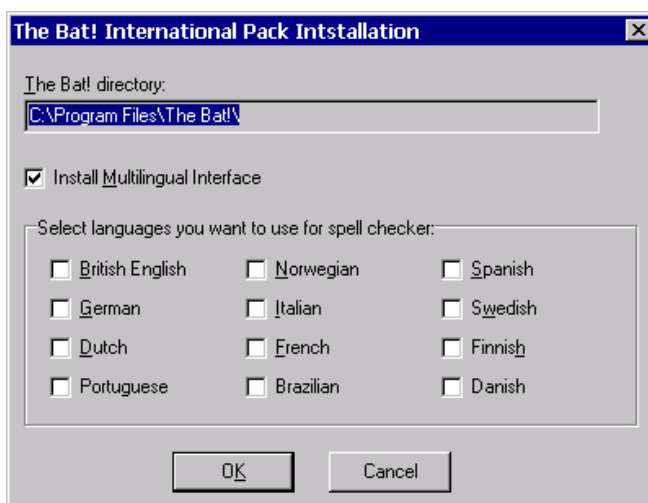 The Bat! International Pack Intstallation
The Bat! directory:
C:\Program Files\The Bat!\
Install Multilingual Interface
Select languages you want to use for spell checker:
British English Norwegian Spanish
German Italian Swedish
Dutch French Finnish
Portuguese Brazilian Danish
OK Cancel